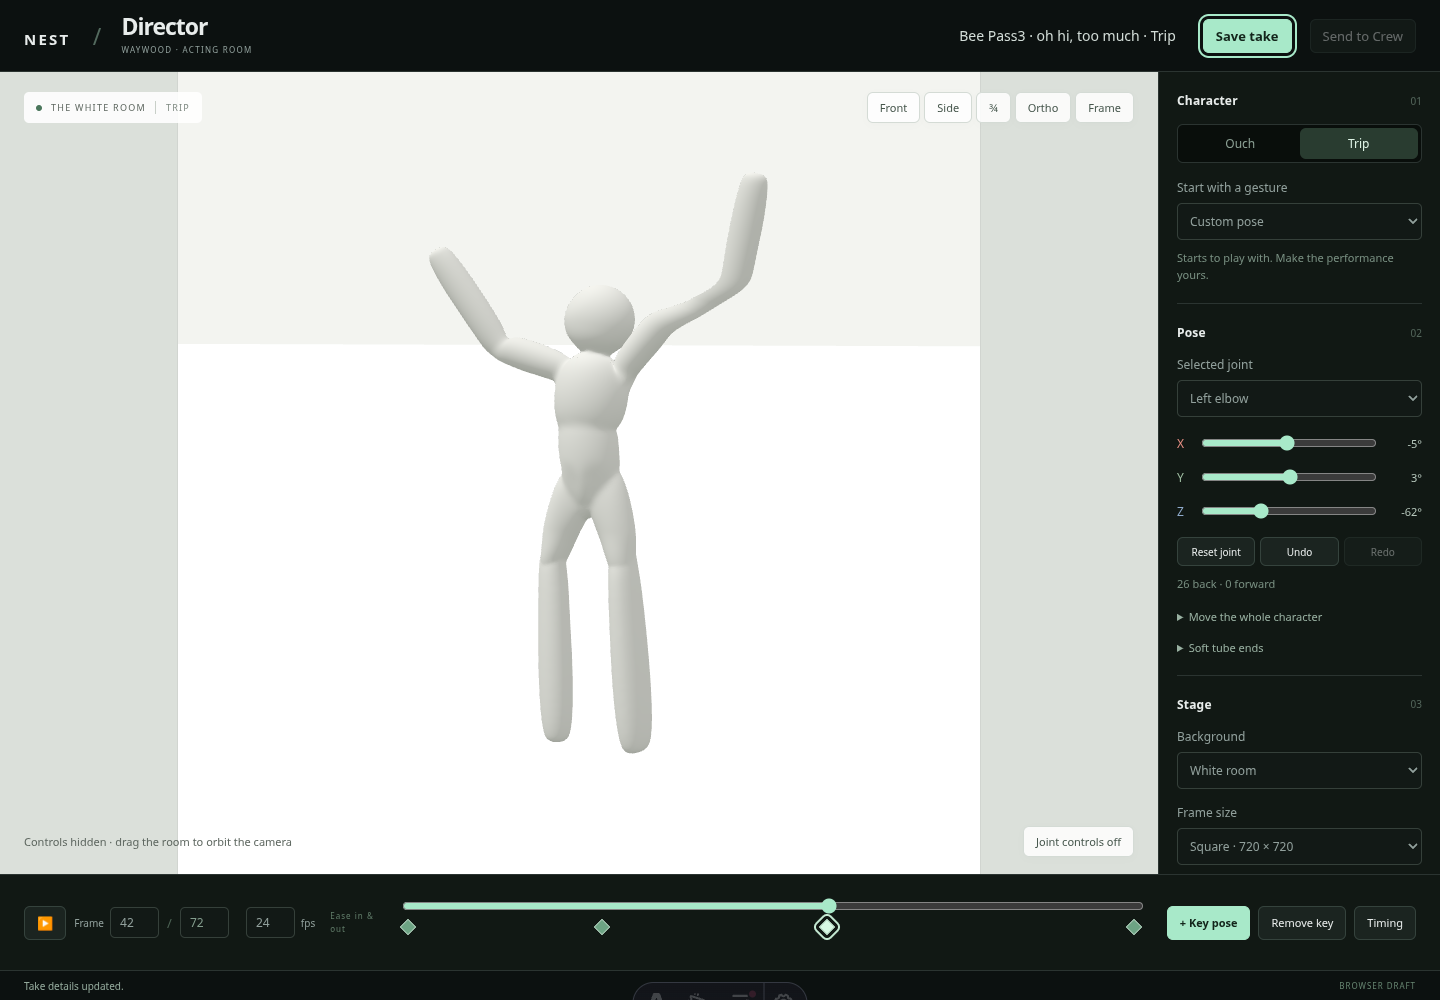 NEST / Director
WAYWOOD · ACTING ROOM
Bee Pass3 · oh hi, too much · Trip
Save take
Send to Crew
THE WHITE ROOM | TRIP
Front
Side
¾
Ortho
Frame
Controls hidden · drag the room to orbit the camera
Joint controls off
Character 01
Ouch
Trip
Start with a gesture
Custom pose
Starts to play with. Make the performance
yours.
Pose 02
Selected joint
Left elbow
X -5°
Y 3°
Z -62°
Reset joint
Undo
Redo
26 back · 0 forward
Move the whole character
Soft tube ends
Stage 03
Background
White room
Frame size
Square · 720 × 720
Frame 42 / 72 24 fps
Ease in &
out
+ Key pose
Remove key
Timing
Take details updated.
BROWSER DRAFT